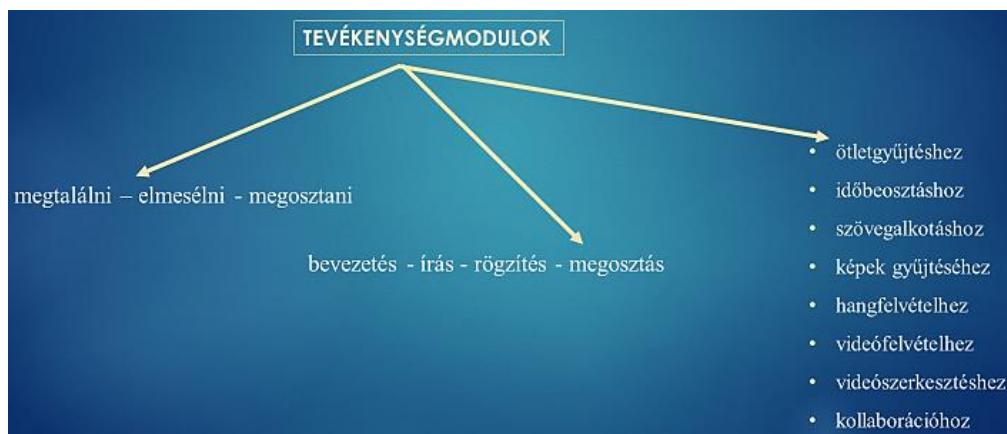 TEVÉKENYSÉGMODULOK
megtalálni – elmesélni - megosztani
bevezetés - írás - rögzítés - megosztás
• ötletgyűjtéshez
• időbeosztáshoz
• szövegalkotáshoz
• képek gyűjtéséhez
• hangfelvételhez
• videófelvételhez
• videószerkesztéshez
• kollaborációhoz